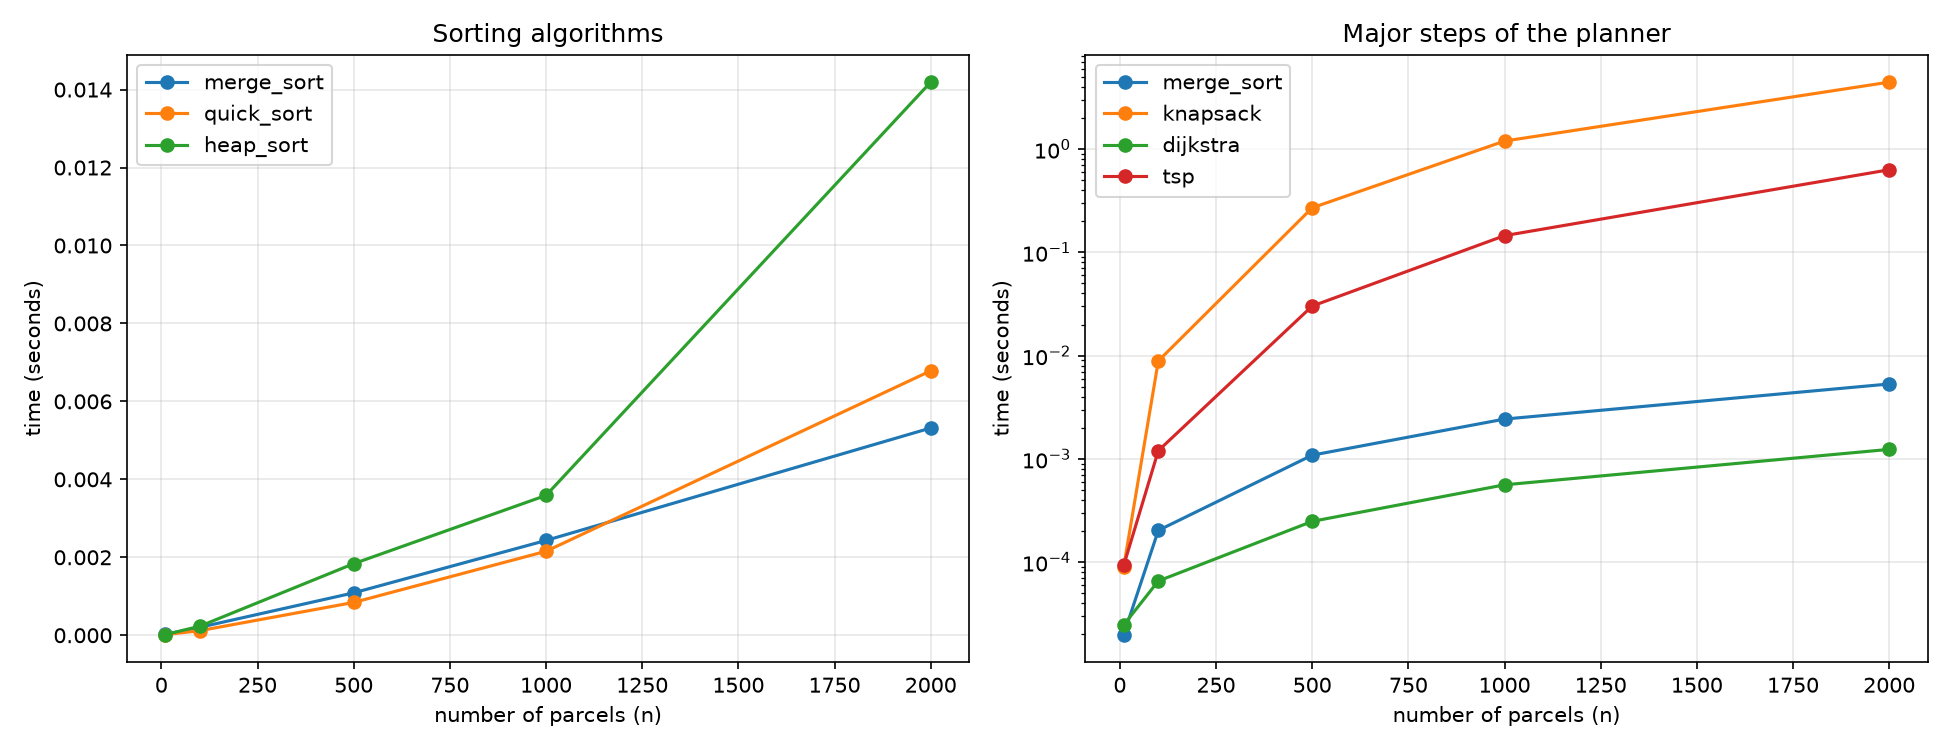 Sorting algorithms
merge_sort
quick_sort
heap_sort
0.014
0.012
0.010
0.008
0.006
0.004
0.002
0.000
time (seconds)
0 250 500 750 1000 1250 1500 1750 2000
number of parcels (n)
Major steps of the planner
merge_sort
knapsack
dijkstra
tsp
10⁰
10⁻¹
10⁻²
10⁻³
10⁻⁴
time (seconds)
0 250 500 750 1000 1250 1500 1750 2000
number of parcels (n)